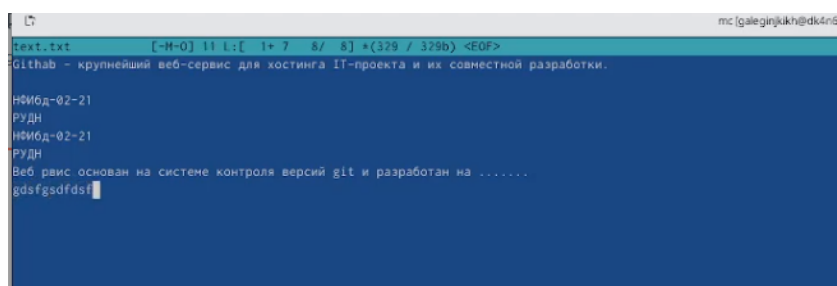 mc [galeginjkikh@dk4n6
text.txt [-M-O] 11 L:[ 1+ 7 8/ 8] *(329 / 329b) <EOF>
Githab - крупнейший веб-сервис для хостинга IT-проекта и их совместной разработки.
НФИбд-02-21
РУДН
НФИбд-02-21
РУДН
Веб рвис основан на системе контроля версий git и разработан на .......
gdsfgsdfdsf